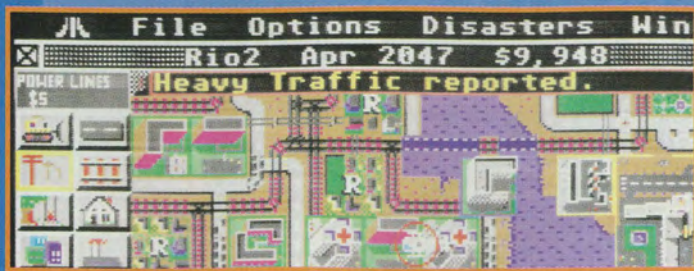 File Options Disasters Win
Rio2 Apr 2047 $9,948
POWER LINES
$5
Heavy Traffic reported.
R
R
R